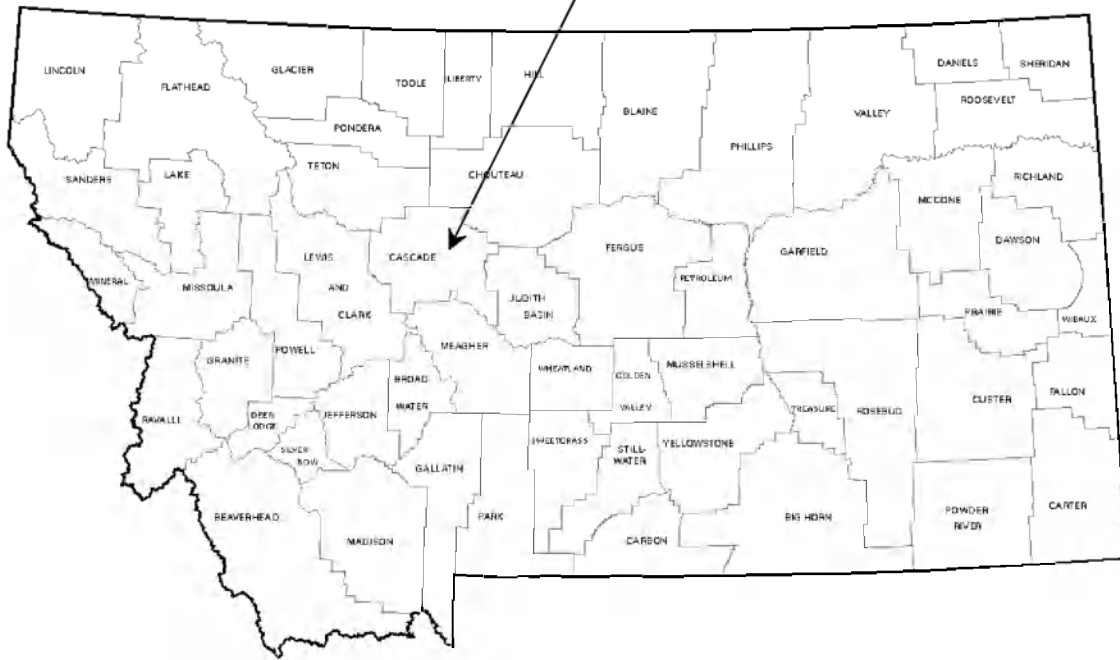 LINCOLN
FLATHEAD
GLACIER
TOOLE
LIBERTY
HILL
BLAINE
PHILLIPS
VALLEY
DANIELS
SHERIDAN
ROOSEVELT
PONDERA
TETON
CHOUTEAU
SANDERS
LAKE
RICHLAND
MCCONE
DAWSON
GARFIELD
FERGUS
PETROLEUM
CASCADE
LEWIS
AND
CLARK
JUDITH
BASIN
MINERAL
MISSOULA
POWELL
GRANITE
MEAGHER
BROAD
WATER
WHEATLAND
GOLDEN
VALLEY
MUSSELSHELL
PRAIRIE
WIBAUX
FALLON
CUSTER
ROSEBUD
TREASURE
RAVALLI
DEER
LODGE
JEFFERSON
SILVER
BOW
GALLATIN
SWEETGRASS
STILL-
WATER
YELLOWSTONE
BEAVERHEAD
MADISON
PARK
CARBON
BIG HORN
POWDER
RIVER
CARTER